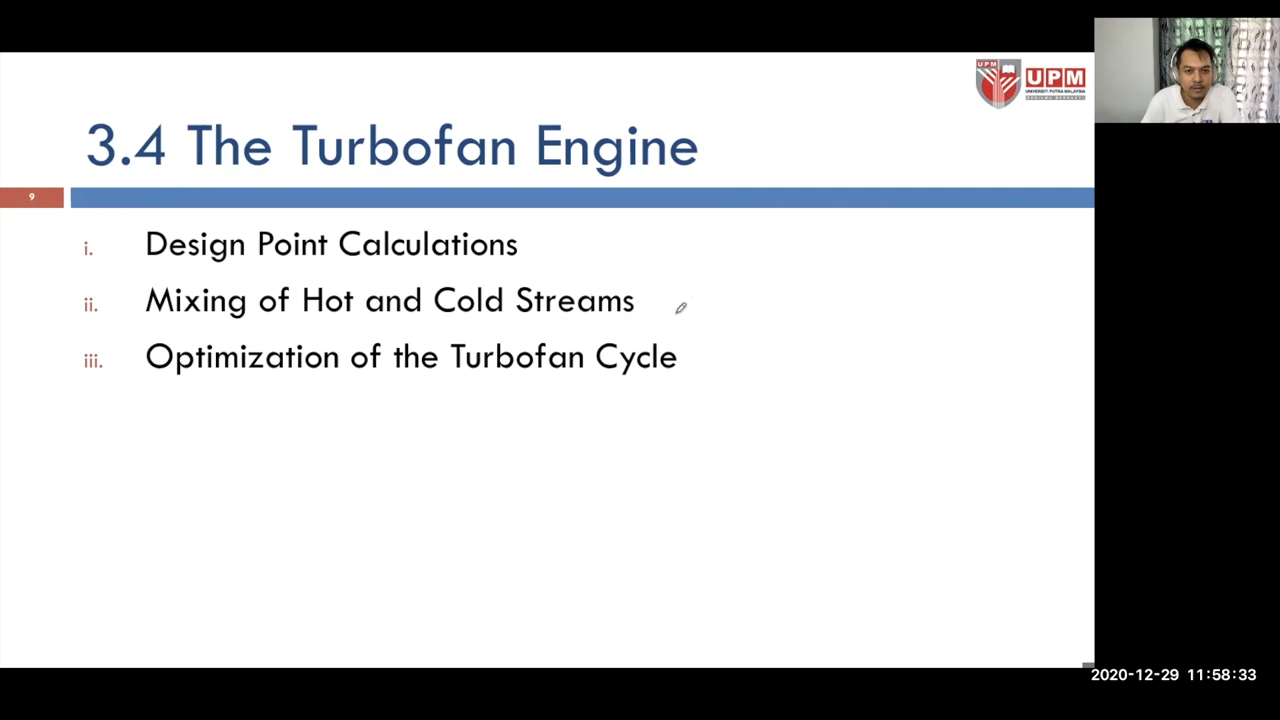 UPM
UPM
UNIVERSITI PUTRA MALAYSIA
3.4 The Turbofan Engine
9
i. Design Point Calculations
ii. Mixing of Hot and Cold Streams
iii. Optimization of the Turbofan Cycle
2020-12-29 11:58:33